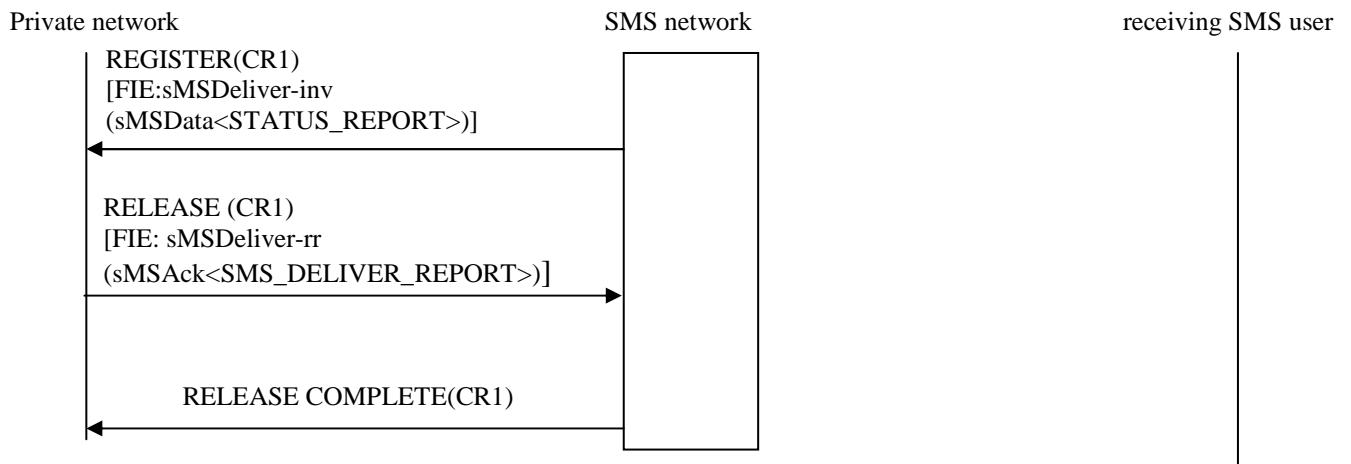 Private network
SMS network
receiving SMS user
REGISTER(CR1)
[FIE:sMSDeliver-inv
(sMSData<STATUS_REPORT>)]
RELEASE (CR1)
[FIE: sMSDeliver-rr
(sMSAck<SMS_DELIVER_REPORT>)]
RELEASE COMPLETE(CR1)